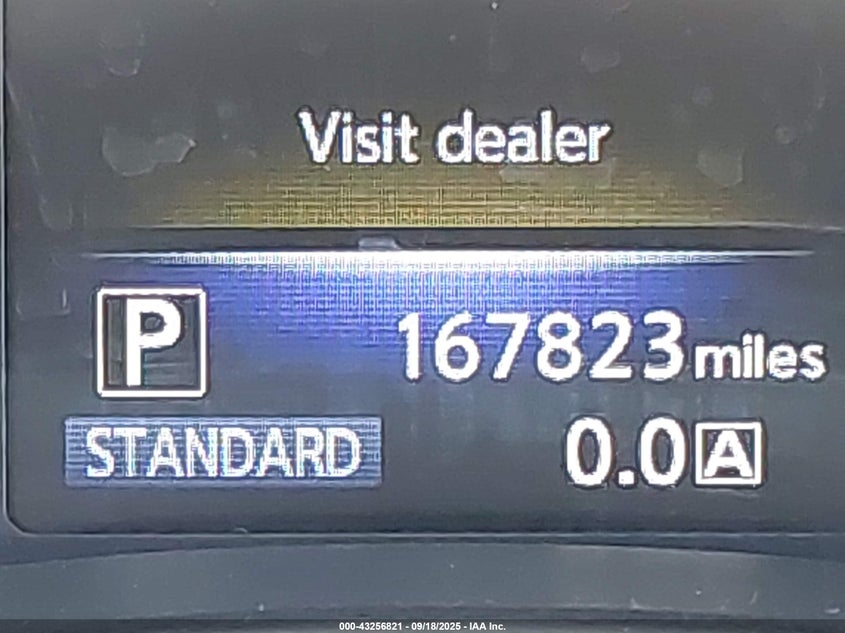 Visit dealer
P 167823 miles
STANDARD 0.0 A
000-43256821 - 09/18/2025 - IAA Inc.